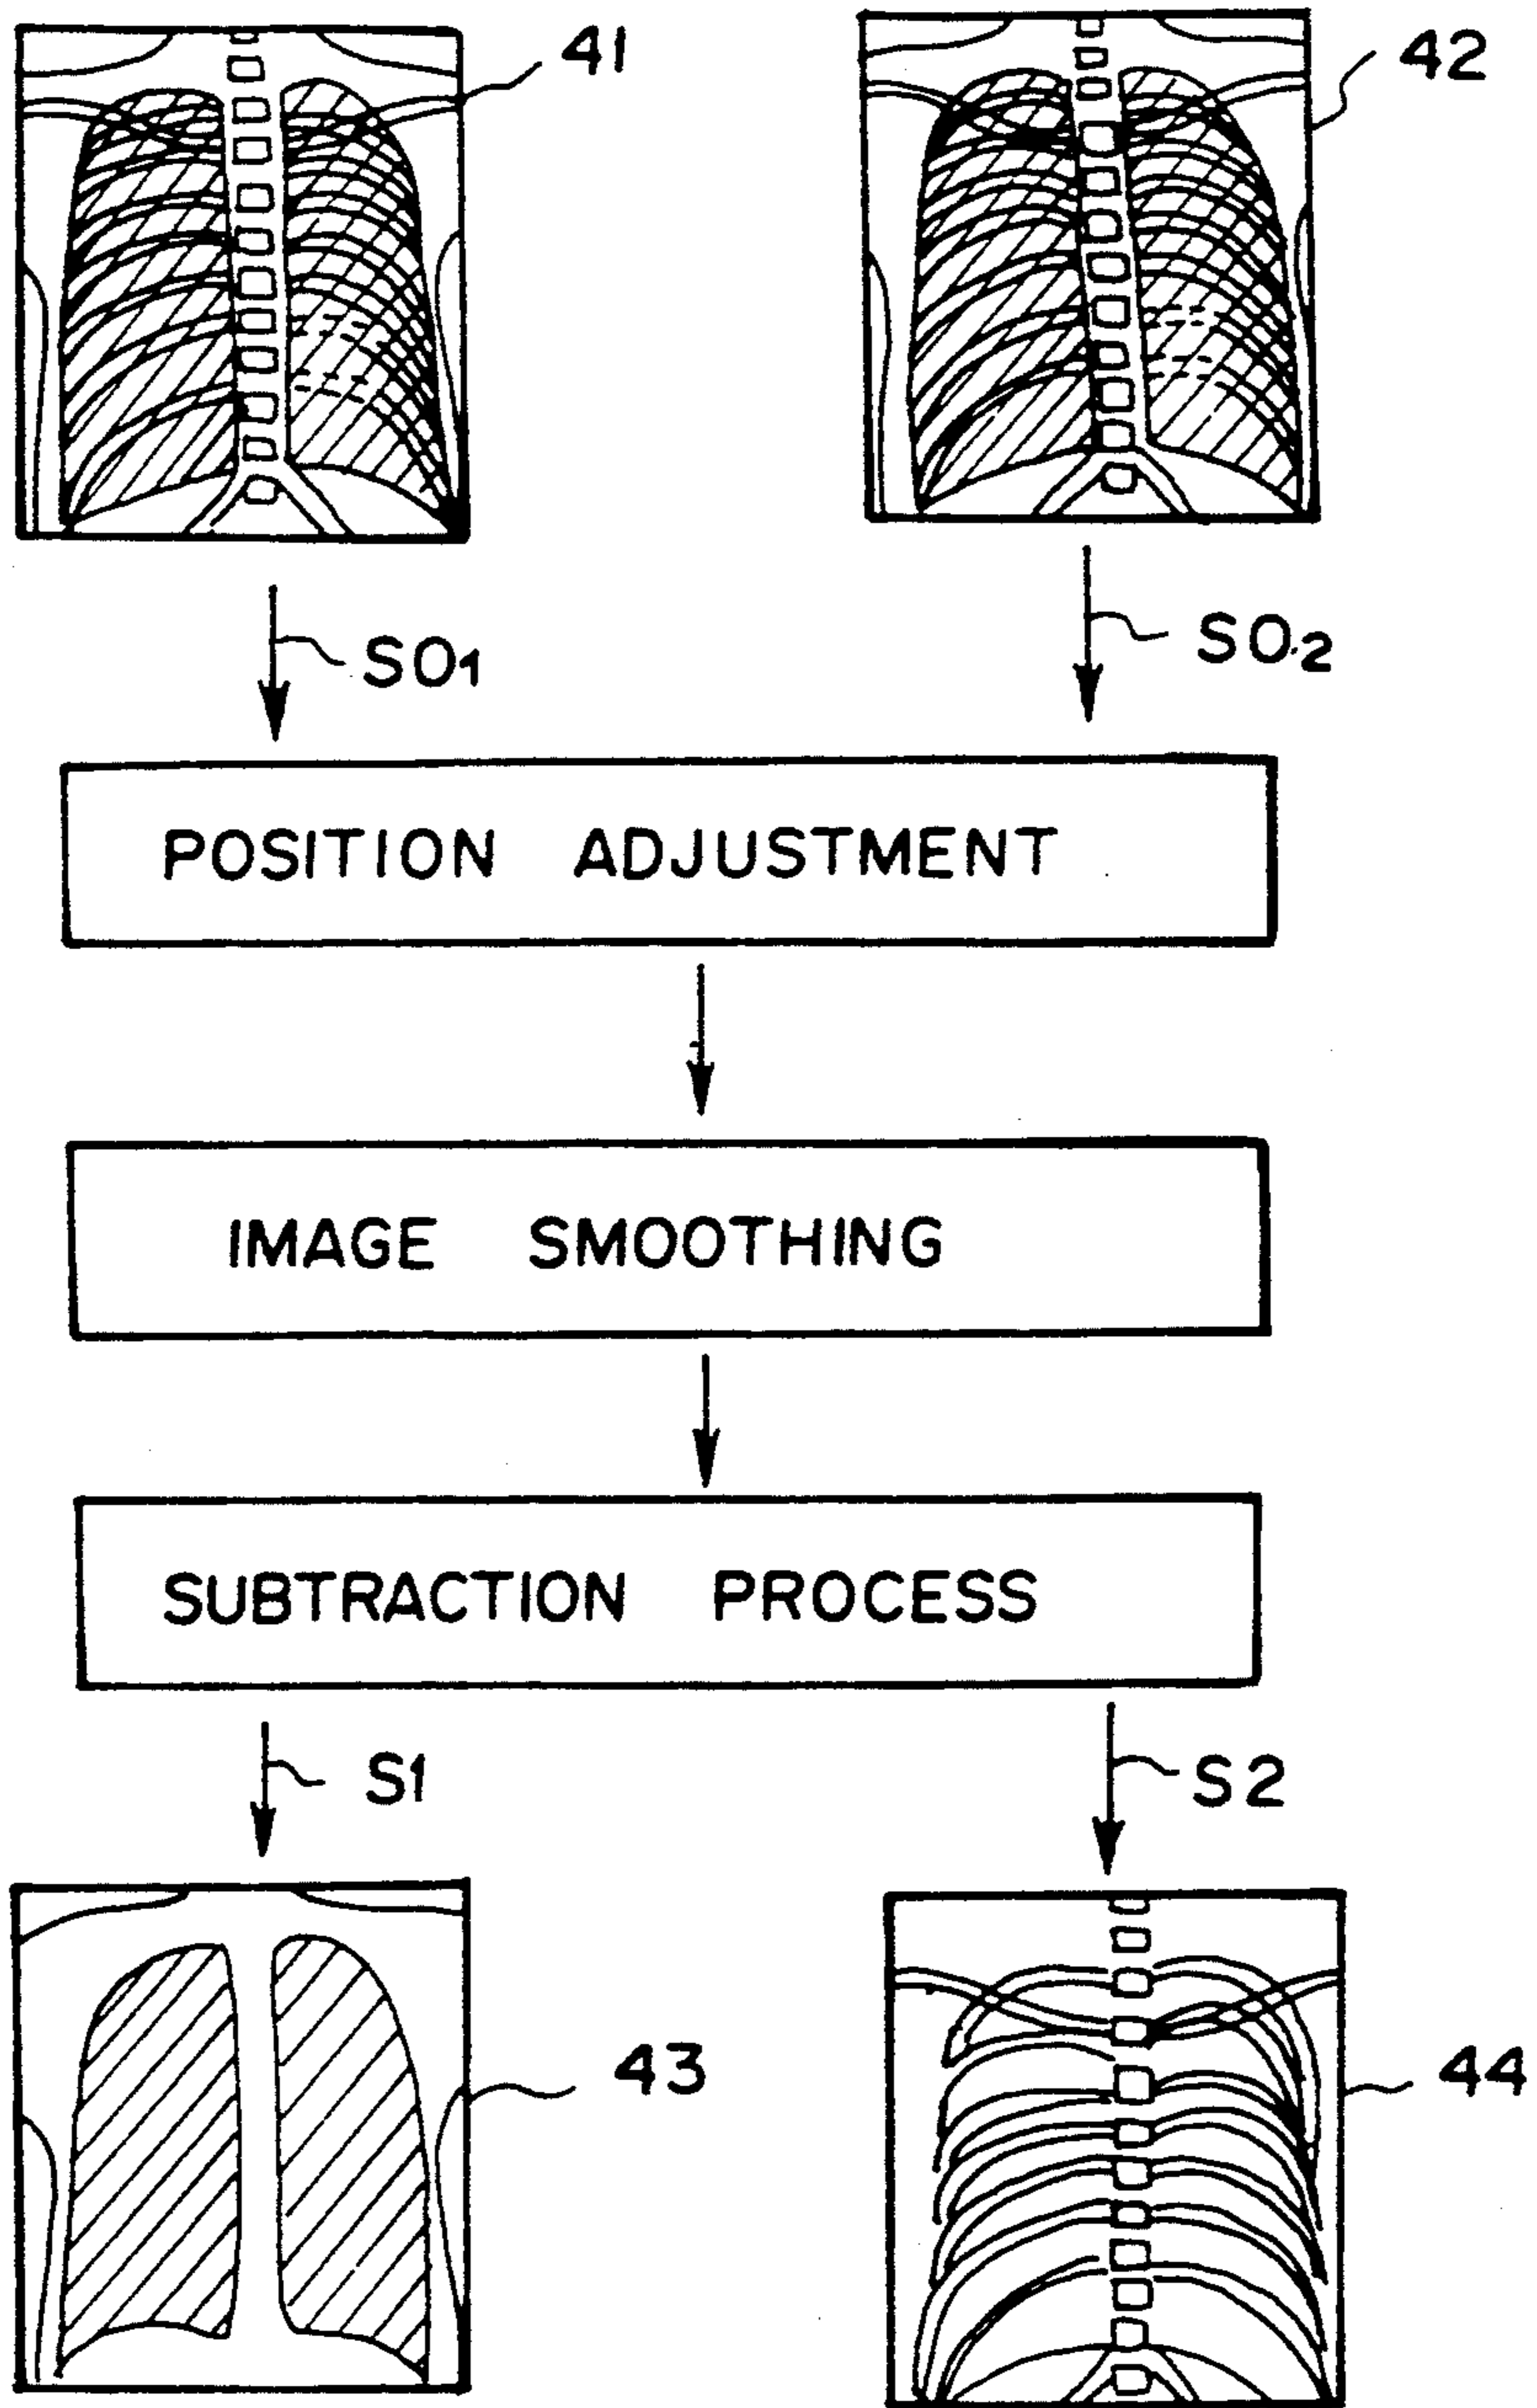 41
42
SO1
SO2
POSITION ADJUSTMENT
IMAGE SMOOTHING
SUBTRACTION PROCESS
S1
S2
43
44